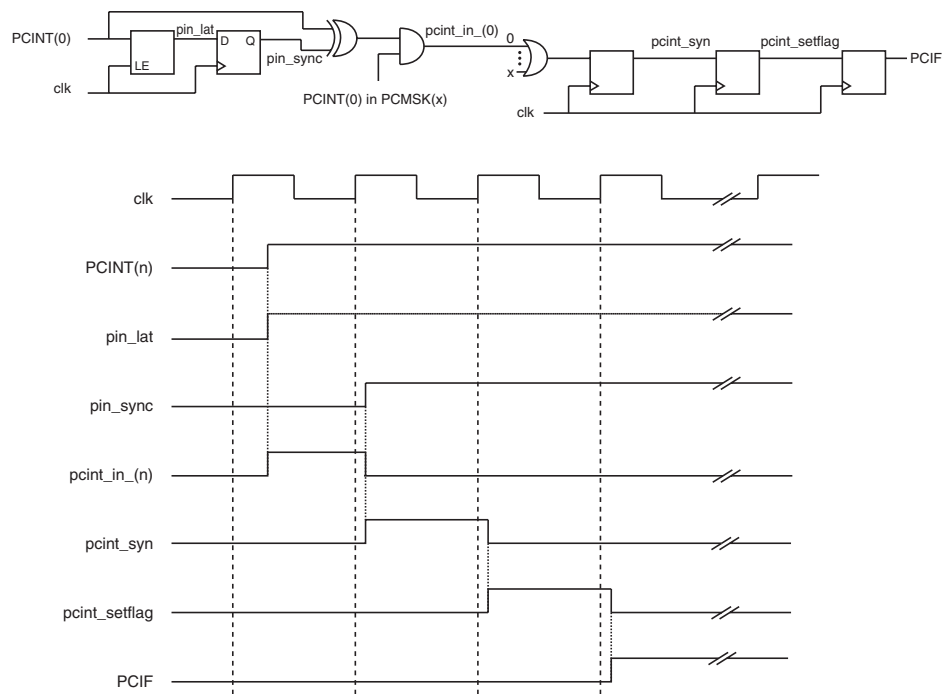 PCINT(0)
pin_lat
LE
D Q
pin_sync
clk
pcint_in_(0)
0
x
PCINT(0) in PCMSK(x)
clk
pcint_syn
pcint_setflag
PCIF
clk
PCINT(n)
pin_lat
pin_sync
pcint_in_(n)
pcint_syn
pcint_setflag
PCIF